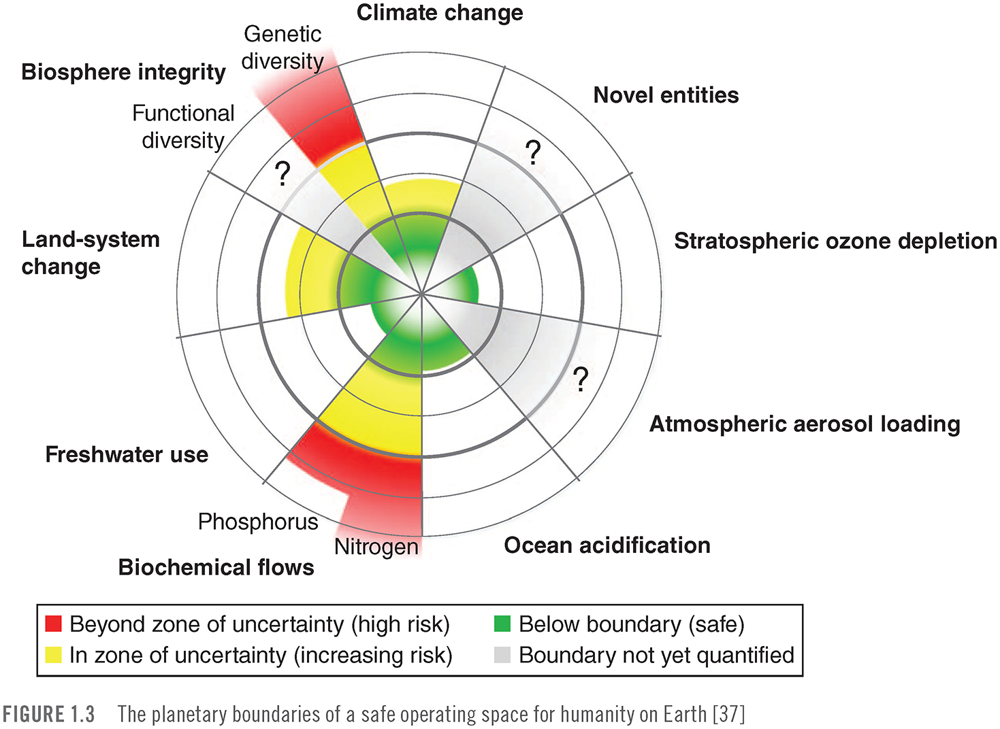 Climate change
Genetic
diversity
Biosphere integrity
Novel entities
Functional
diversity
?
?
Land-system
change
Stratospheric ozone depletion
?
Atmospheric aerosol loading
Freshwater use
Phosphorus
Nitrogen
Ocean acidification
Biochemical flows
Beyond zone of uncertainty (high risk)
Below boundary (safe)
In zone of uncertainty (increasing risk)
Boundary not yet quantified
FIGURE 1.3 The planetary boundaries of a safe operating space for humanity on Earth [37]